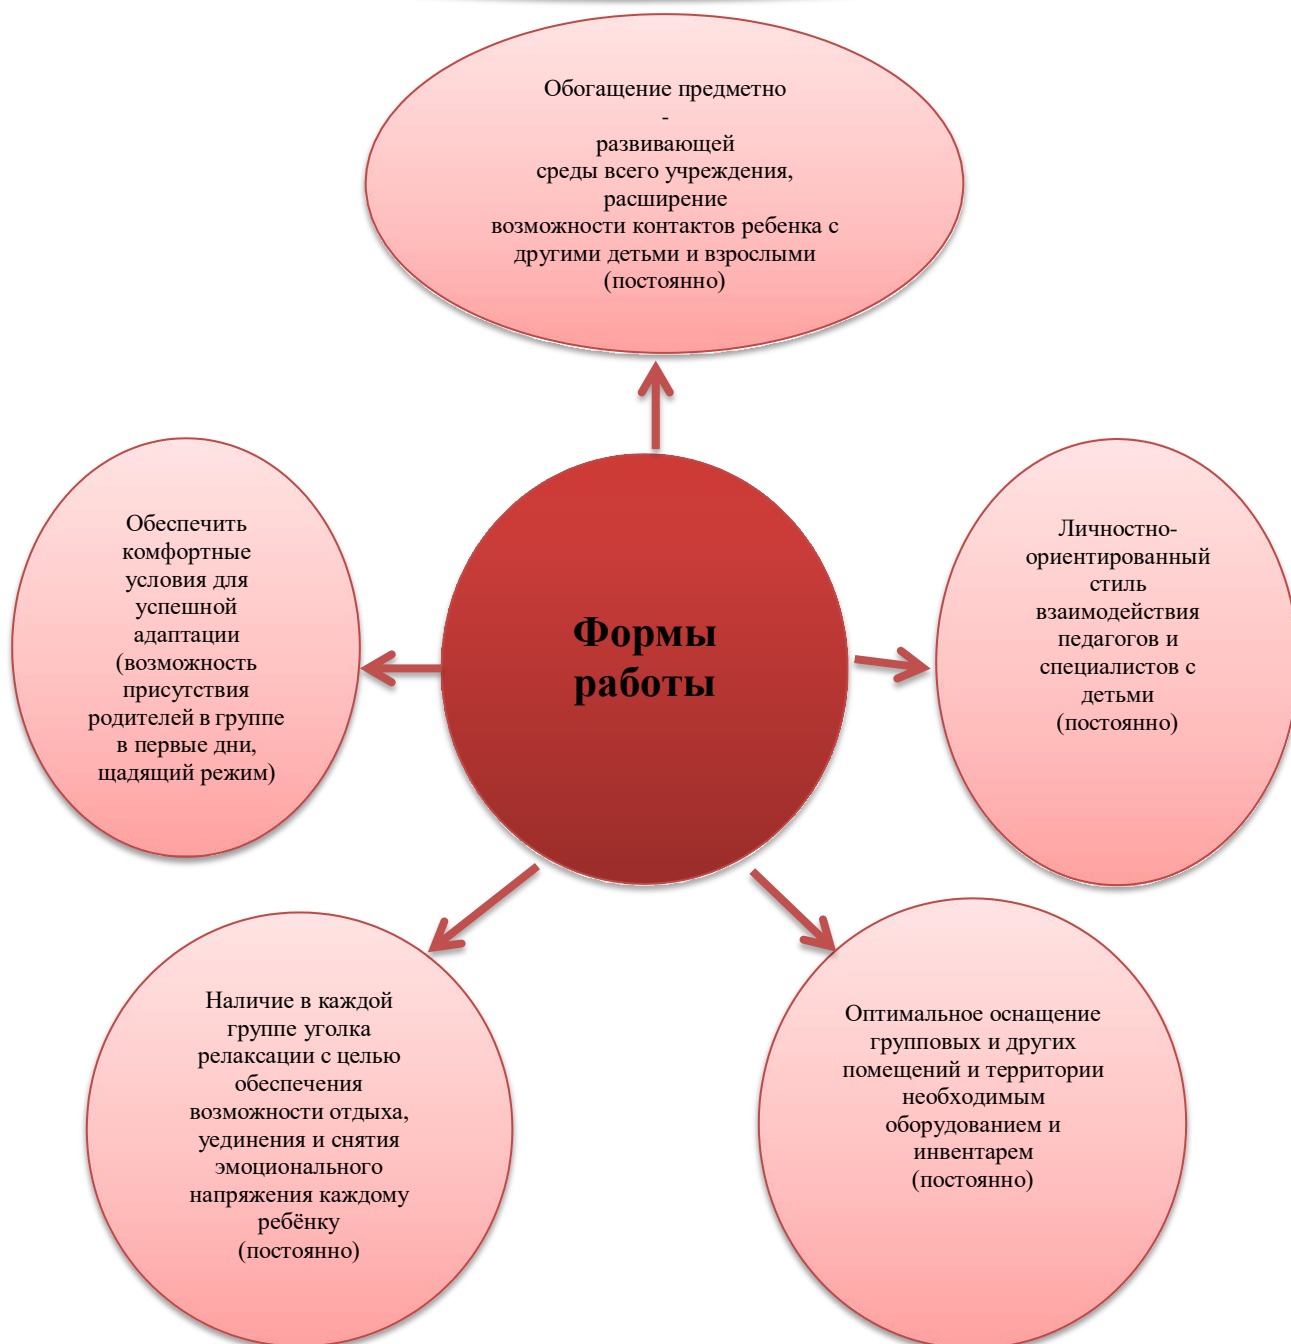 Обогащение предметно
-
развивающей
среды всего учреждения,
расширение
возможности контактов ребенка с
другими детьми и взрослыми
(постоянно)
Обеспечить
комфортные
условия для
успешной
адаптации
(возможность
присутствия
родителей в группе
в первые дни,
щадящий режим)
Формы
работы
Личностно-
ориентированный
стиль
взаимодействия
педагогов и
специалистов с
детьми
(постоянно)
Наличие в каждой
группе уголка
релаксации с целью
обеспечения
возможности отдыха,
уединения и снятия
эмоционального
напряжения каждому
ребёнку
(постоянно)
Оптимальное оснащение
групповых и других
помещений и территории
необходимым
оборудованием и
инвентарем
(постоянно)